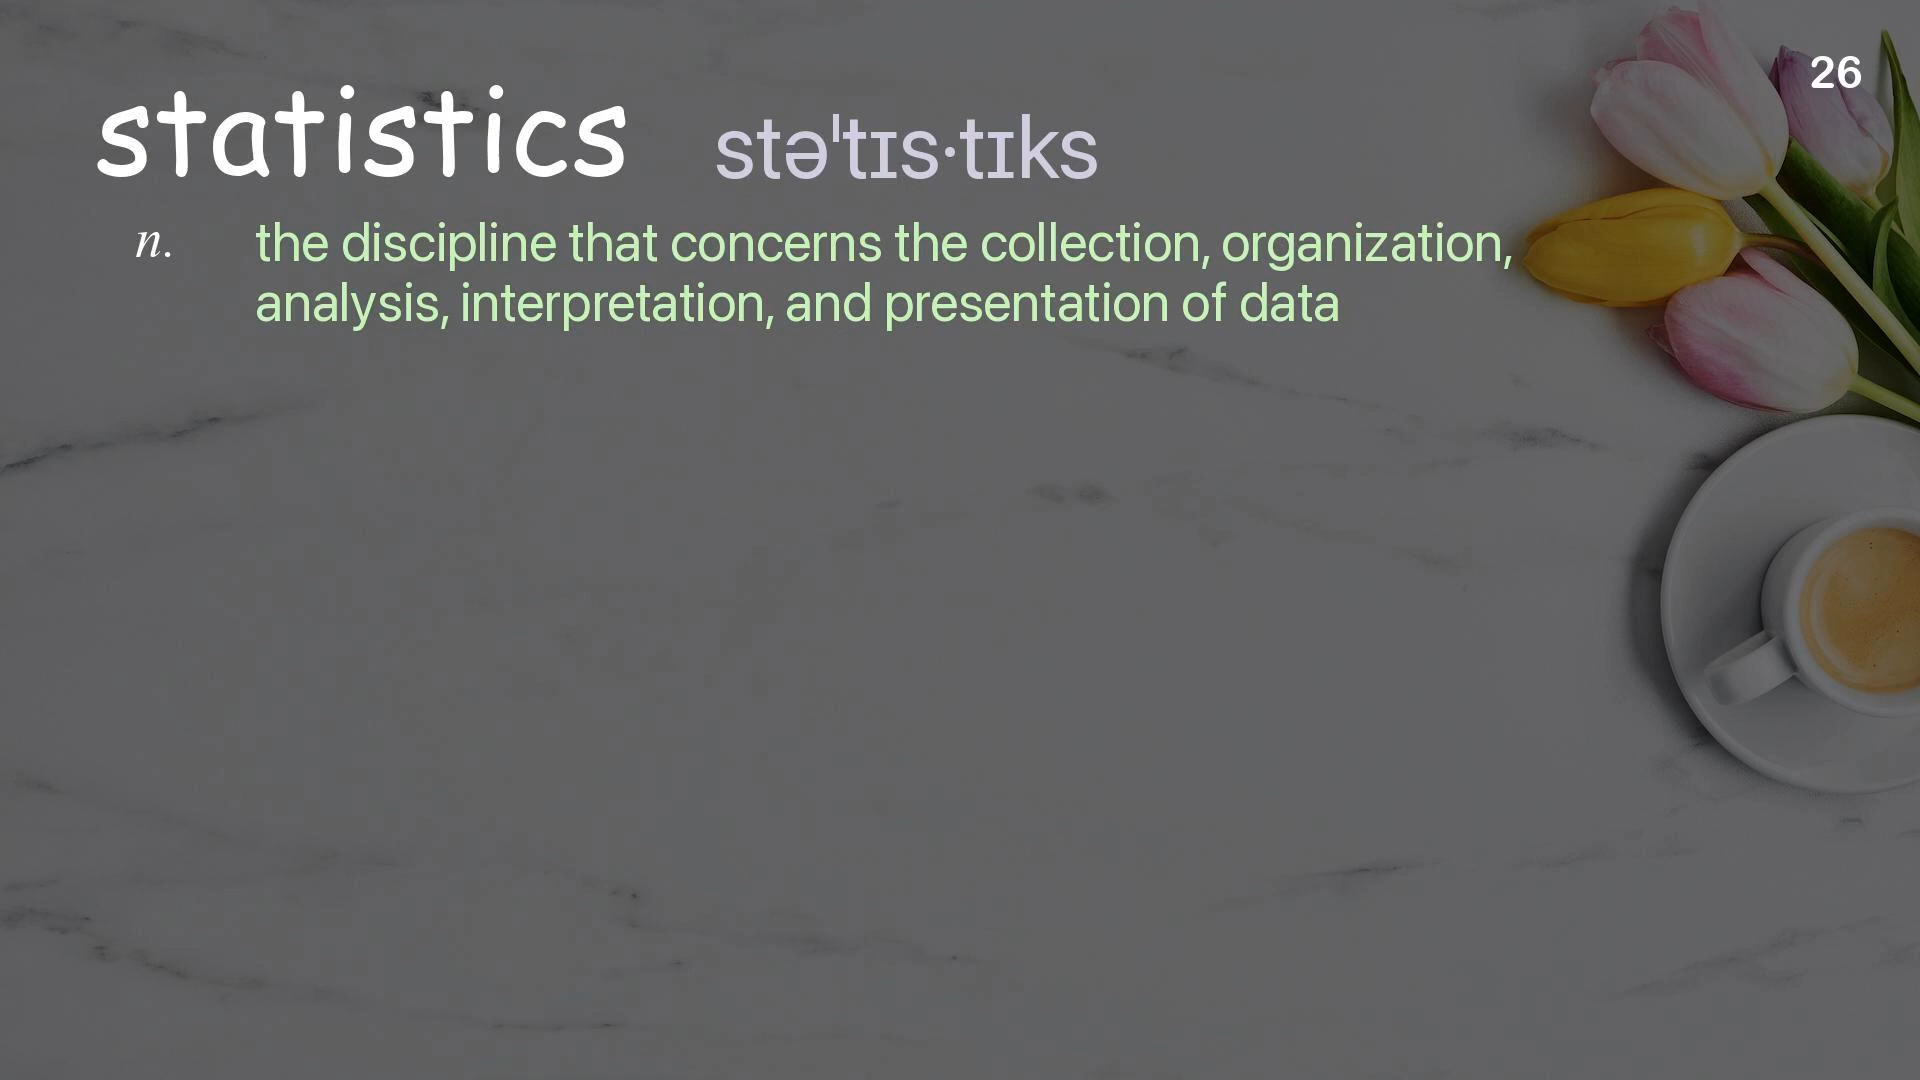 26
statistics stəˈtɪs·tɪks
n. the discipline that concerns the collection, organization,
analysis, interpretation, and presentation of data